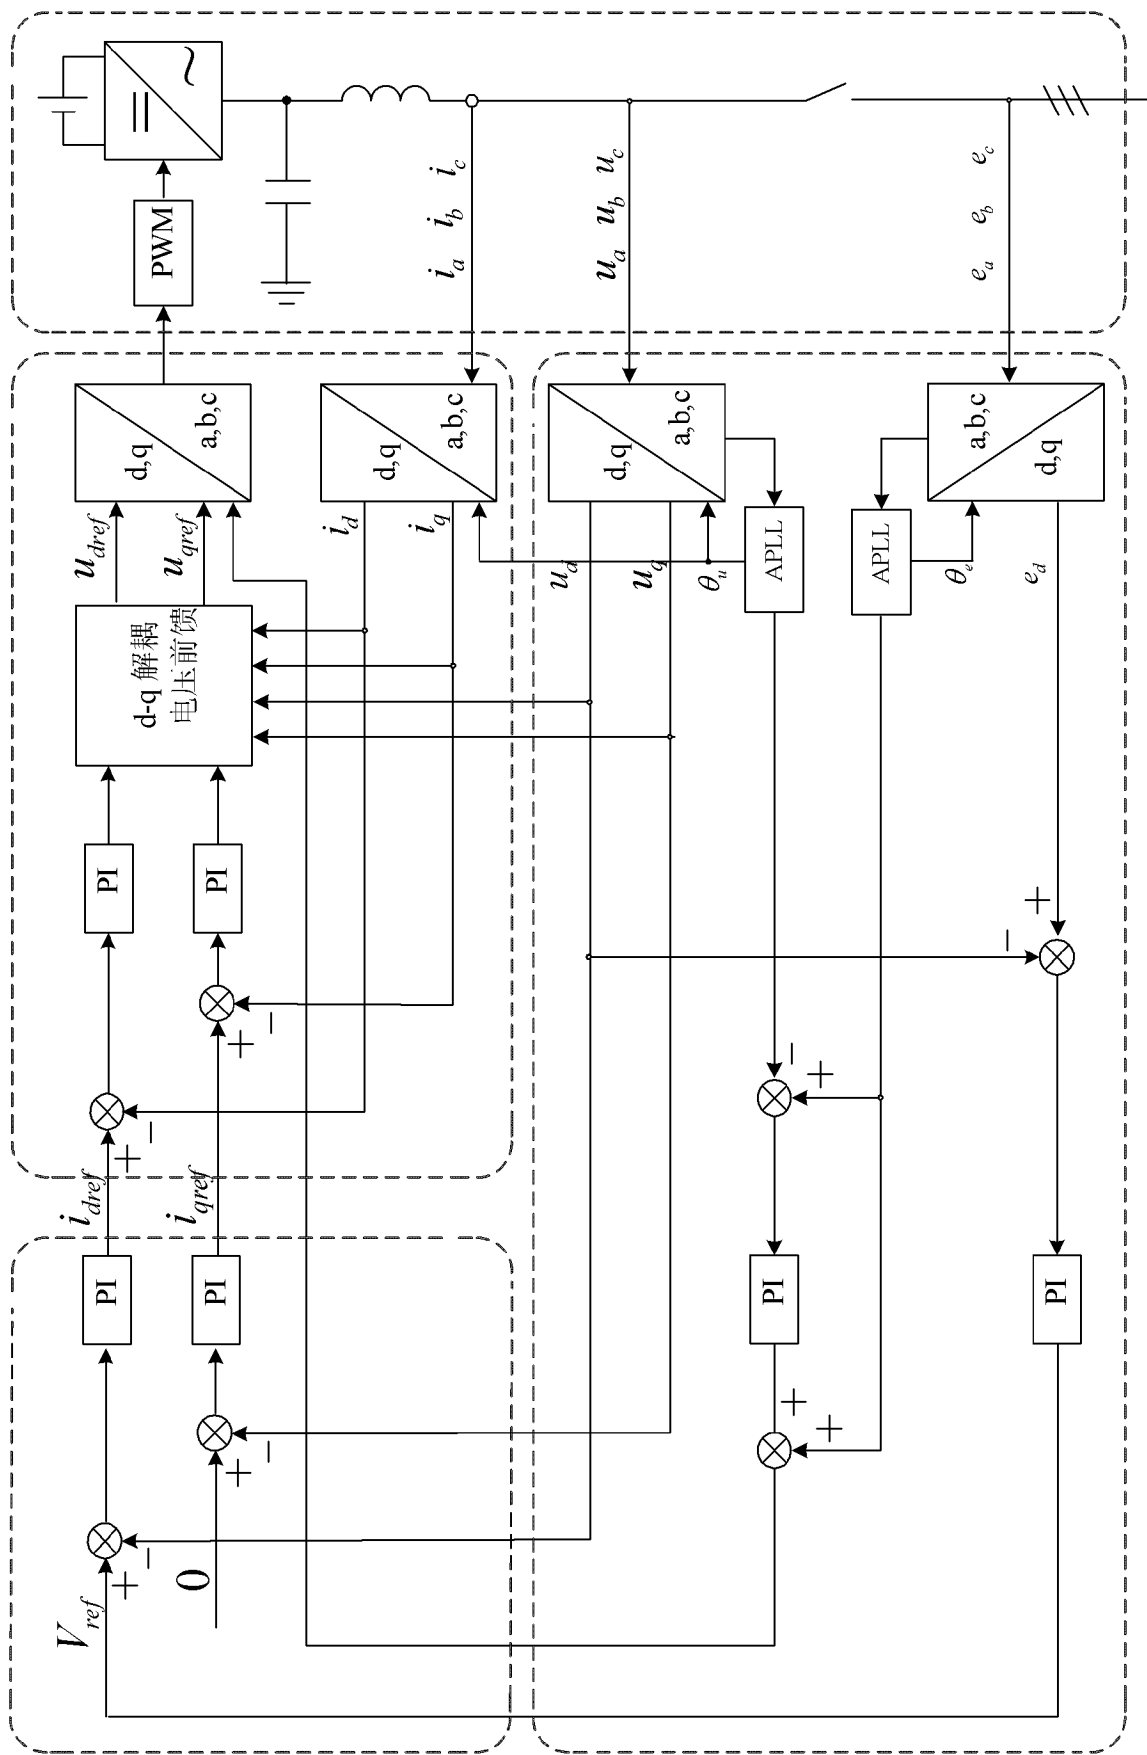 V_ref
0
PI
PI
i_dref
i_qref
PI
PI
d-q 解耦
电压前馈
u_dref
u_qref
d,q
a,b,c
PWM
i_d
i_q
d,q
a,b,c
i_a i_b i_c
u_d
u_q
θ_u
d,q
a,b,c
u_a u_b u_c
PI
APLL
APLL
θ_e
e_d
PI
a,b,c
d,q
e_a e_b e_c
+
−
+
−
+
−
+
−
+
+
−
+
−
+